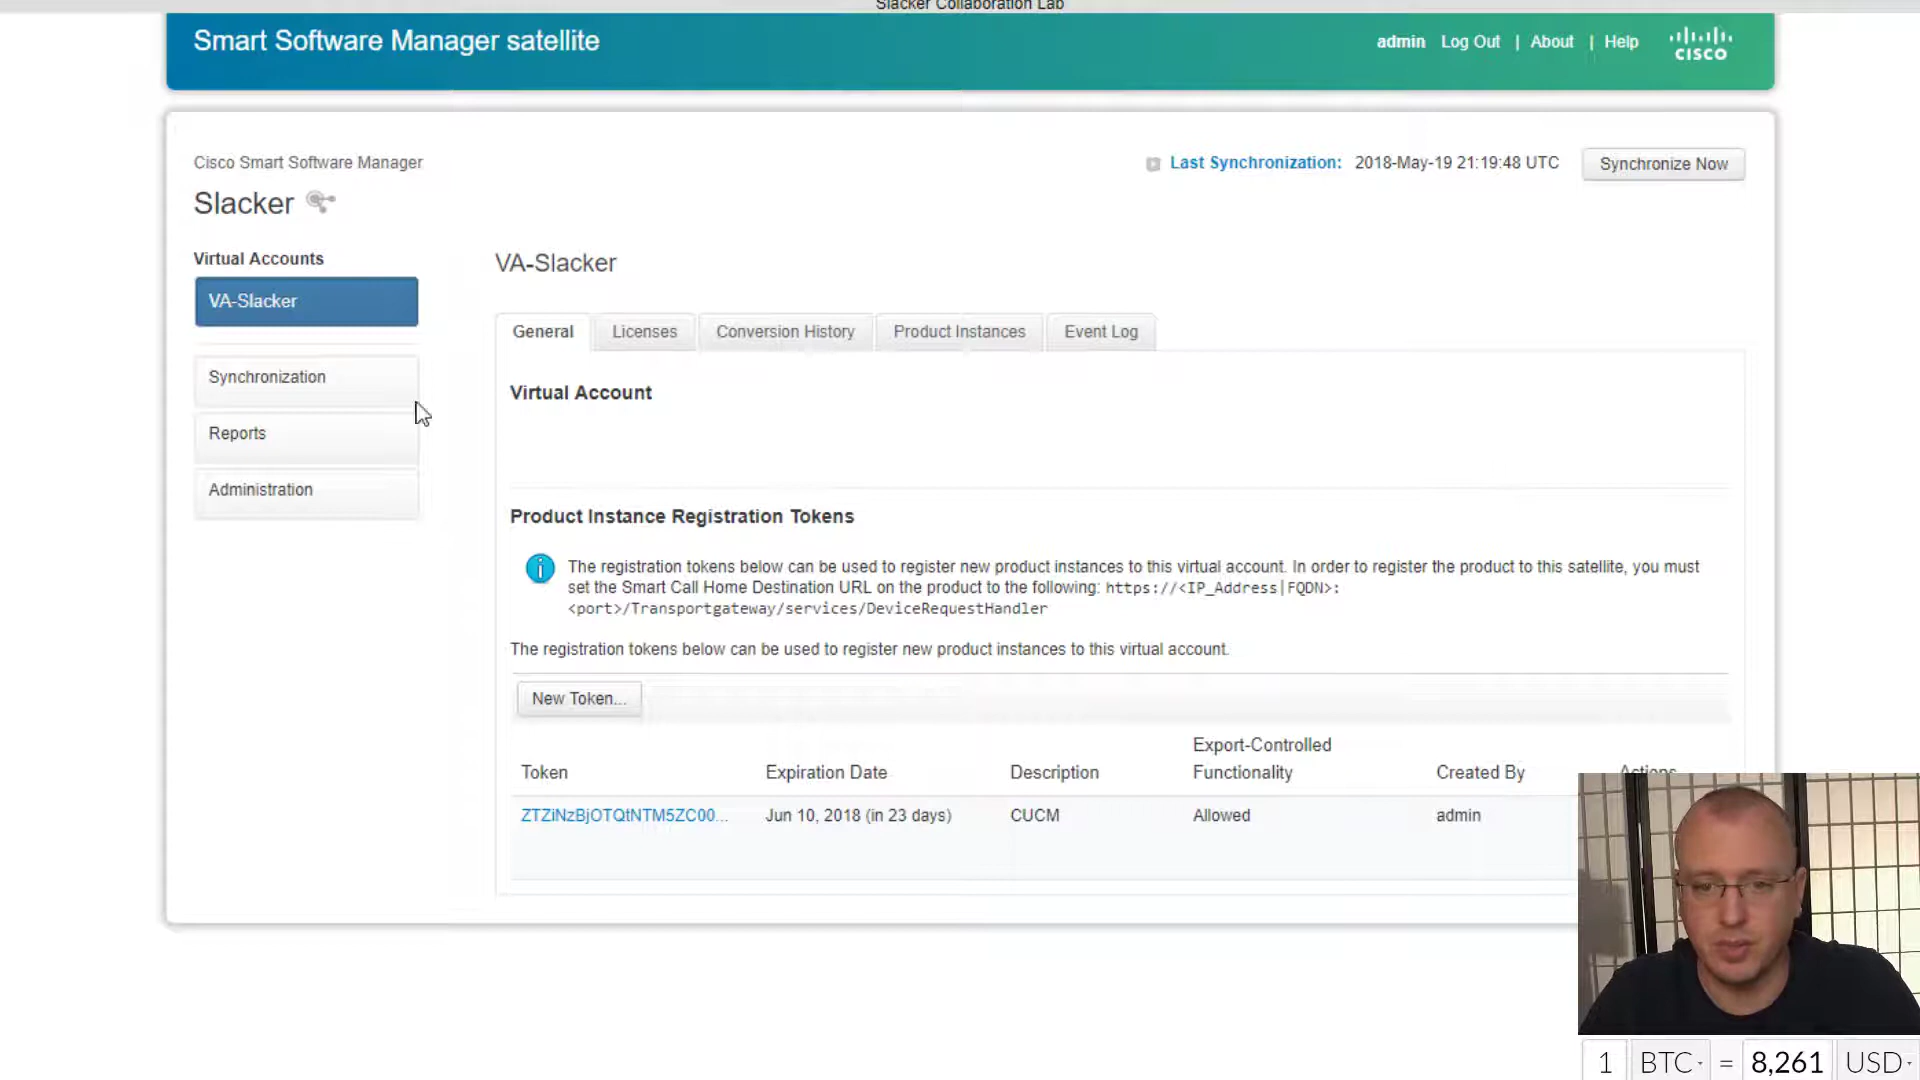 Slacker Collaboration Lab
Smart Software Manager satellite
admin Log Out | About | Help
CISCO
Cisco Smart Software Manager
Last Synchronization: 2018-May-19 21:19:48 UTC
Synchronize Now
Slacker
Virtual Accounts
VA-Slacker
Synchronization
Reports
Administration
VA-Slacker
General
Licenses
Conversion History
Product Instances
Event Log
Virtual Account
Product Instance Registration Tokens
The registration tokens below can be used to register new product instances to this virtual account. In order to register the product to this satellite, you must
set the Smart Call Home Destination URL on the product to the following: https://<IP_Address|FQDN>:
<port>/Transportgateway/services/DeviceRequestHandler
The registration tokens below can be used to register new product instances to this virtual account.
New Token...
Export-Controlled
Token Expiration Date Description Functionality Created By Actions
ZTZiNzBjOTQtNTM5ZC00... Jun 10, 2018 (in 23 days) CUCM Allowed admin
1 BTC = 8,261 USD